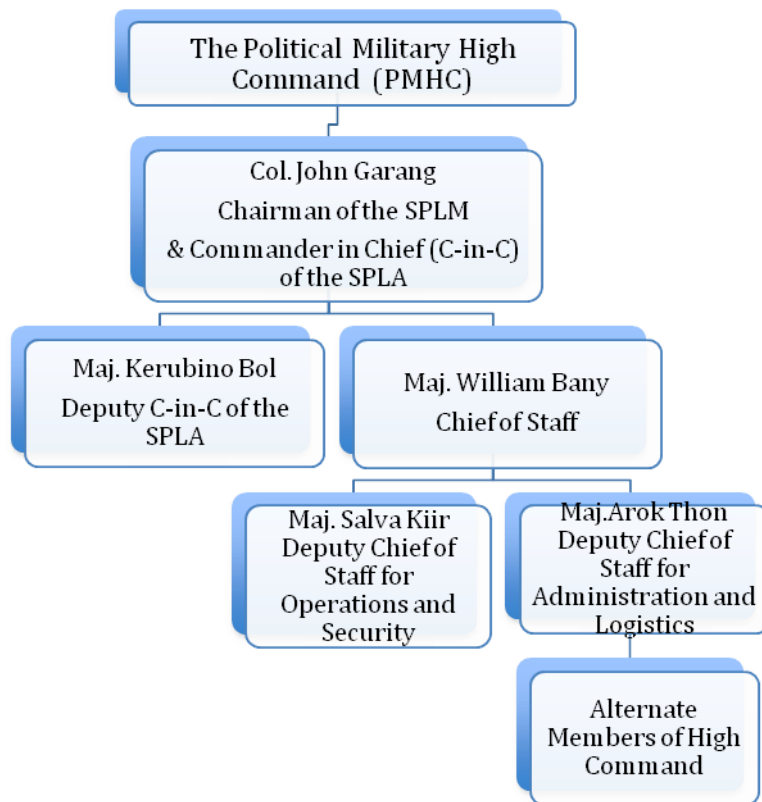 The Political Military High
Command (PMHC)
Col. John Garang
Chairman of the SPLM
& Commander in Chief (C-in-C)
of the SPLA
Maj. Kerubino Bol
Deputy C-in-C of the
SPLA
Maj. William Bany
Chief of Staff
Maj. Salva Kiir
Deputy Chief of
Staff for
Operations and
Security
Maj.Arok Thon
Deputy Chief of
Staff for
Administration and
Logistics
Alternate
Members of High
Command